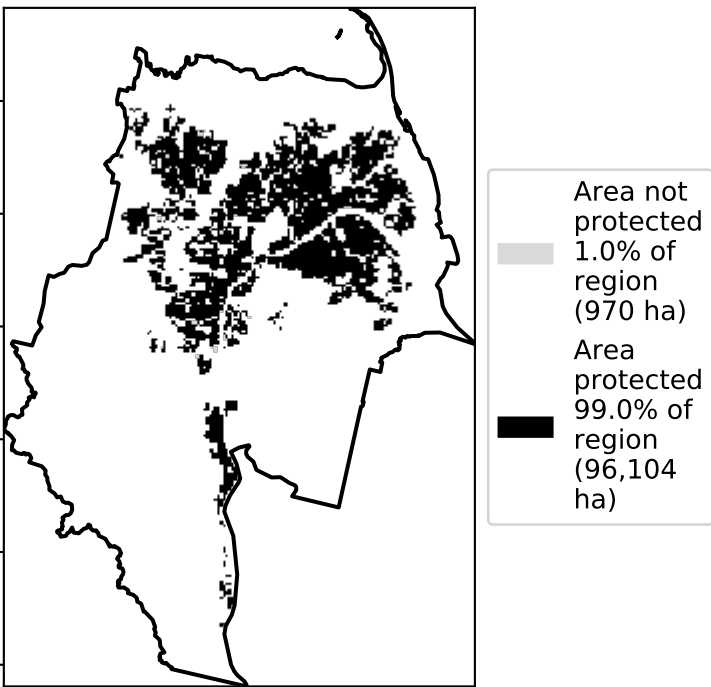 Area not
protected
1.0% of
region
(970 ha)
Area
protected
99.0% of
region
(96,104
ha)